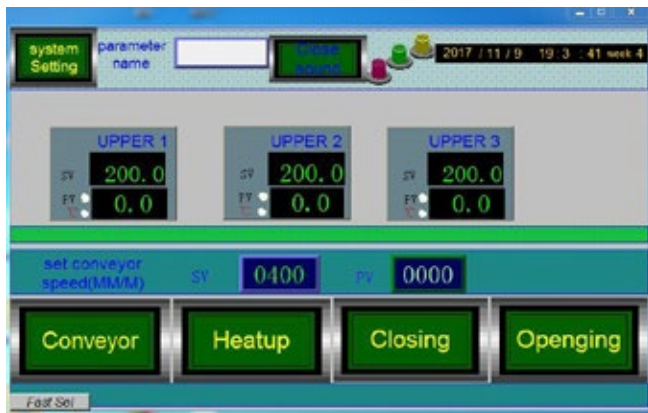 system
Setting
parameter
name
Close
sound
2017 / 11 / 9 19: 3 : 41 week 4
UPPER 1
SV 200.0
PV 0.0
℃
UPPER 2
SV 200.0
PV 0.0
℃
UPPER 3
SV 200.0
PV 0.0
℃
set conveyor
speed(MM/M)
SV 0400 PV 0000
Conveyor Heatup Closing Openging
Fast Sel